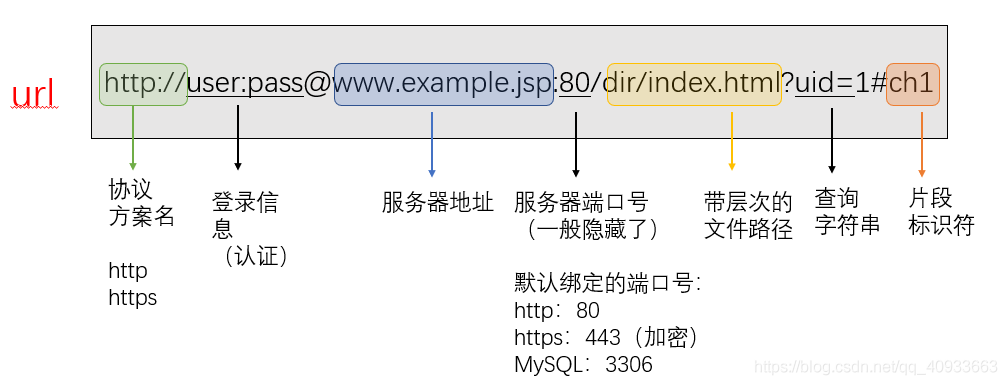 url
http://user:pass@www.example.jsp:80/dir/index.html?uid=1#ch1
协议
方案名
http
https
登录信
息
（认证）
服务器地址
服务器端口号
（一般隐藏了）
默认绑定的端口号：
http：80
https：443（加密）
MySQL：3306
带层次的
文件路径
查询
字符串
片段
标识符
https://blog.csdn.net/qq_40933663